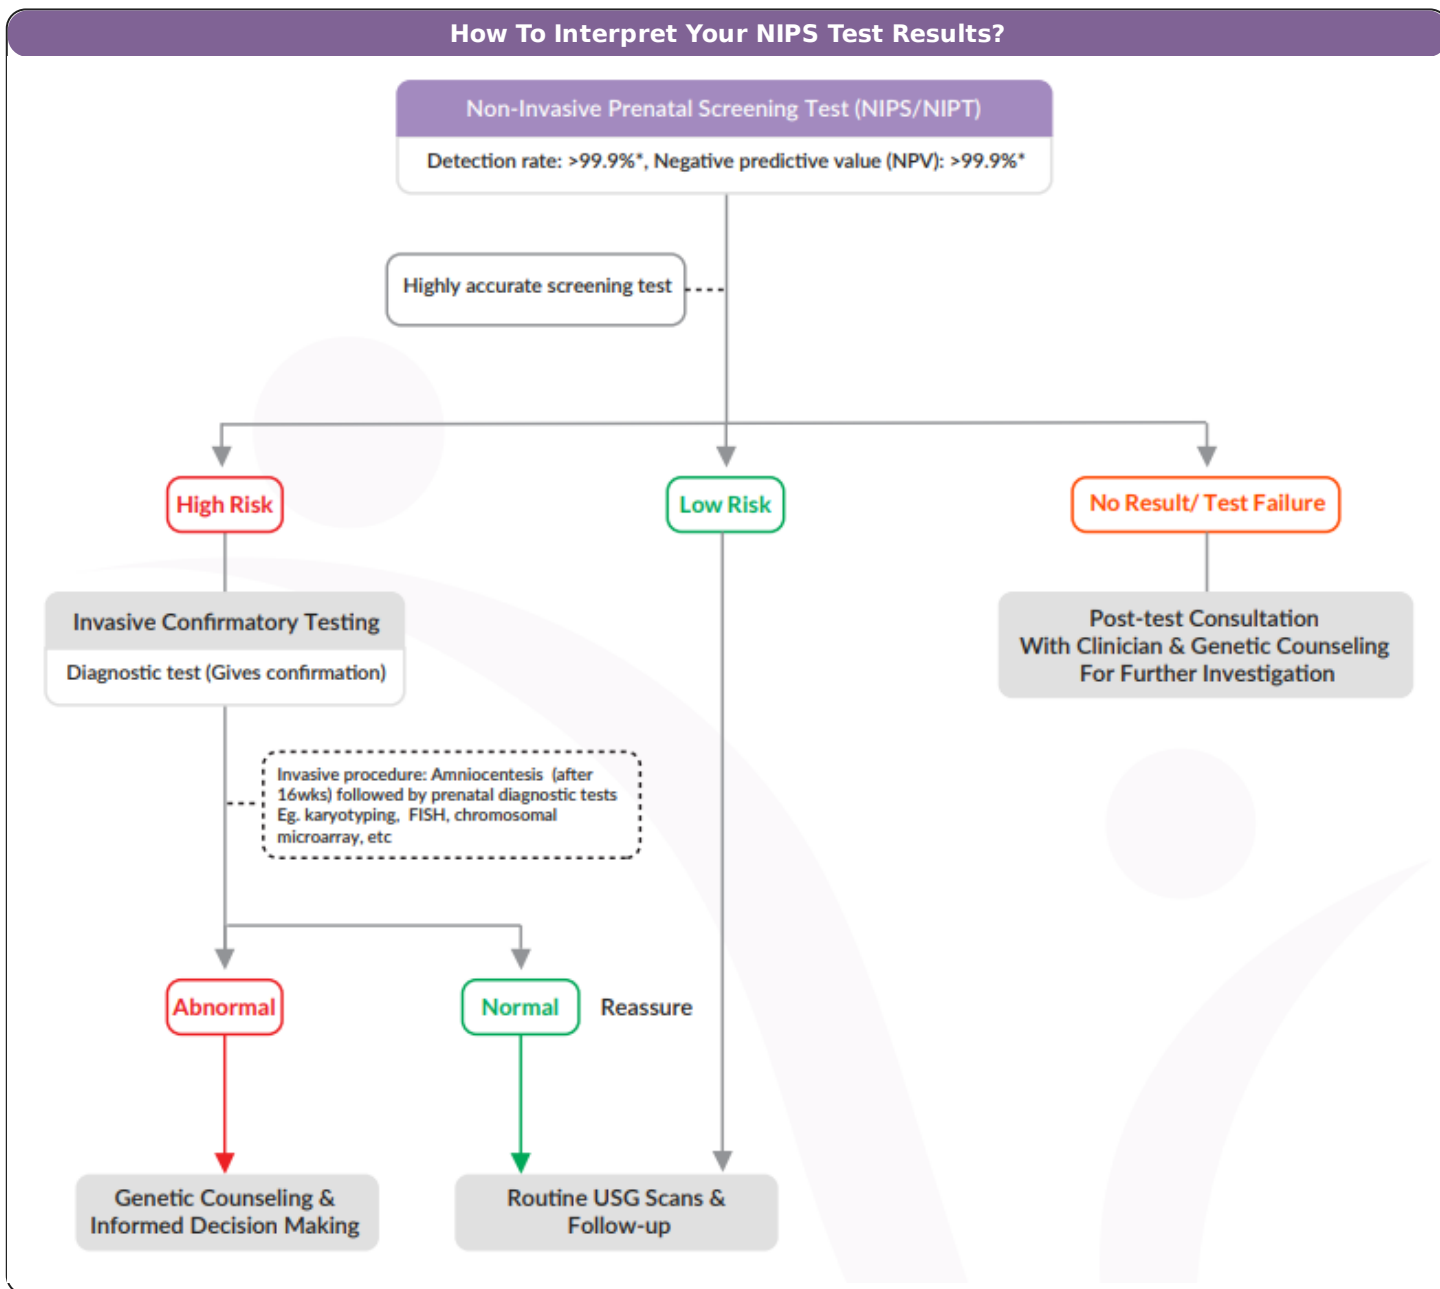 How To Interpret Your NIPS Test Results?
Non-Invasive Prenatal Screening Test (NIPS/NIPT)
Detection rate: >99.9%*, Negative predictive value (NPV): >99.9%*
Highly accurate screening test
High Risk
Low Risk
No Result/ Test Failure
Invasive Confirmatory Testing
Diagnostic test (Gives confirmation)
Post-test Consultation
With Clinician & Genetic Counseling
For Further Investigation
Invasive procedure: Amniocentesis (after
16wks) followed by prenatal diagnostic tests
Eg. karyotyping, FISH, chromosomal
microarray, etc
Abnormal
Normal
Reassure
Genetic Counseling &
Informed Decision Making
Routine USG Scans &
Follow-up